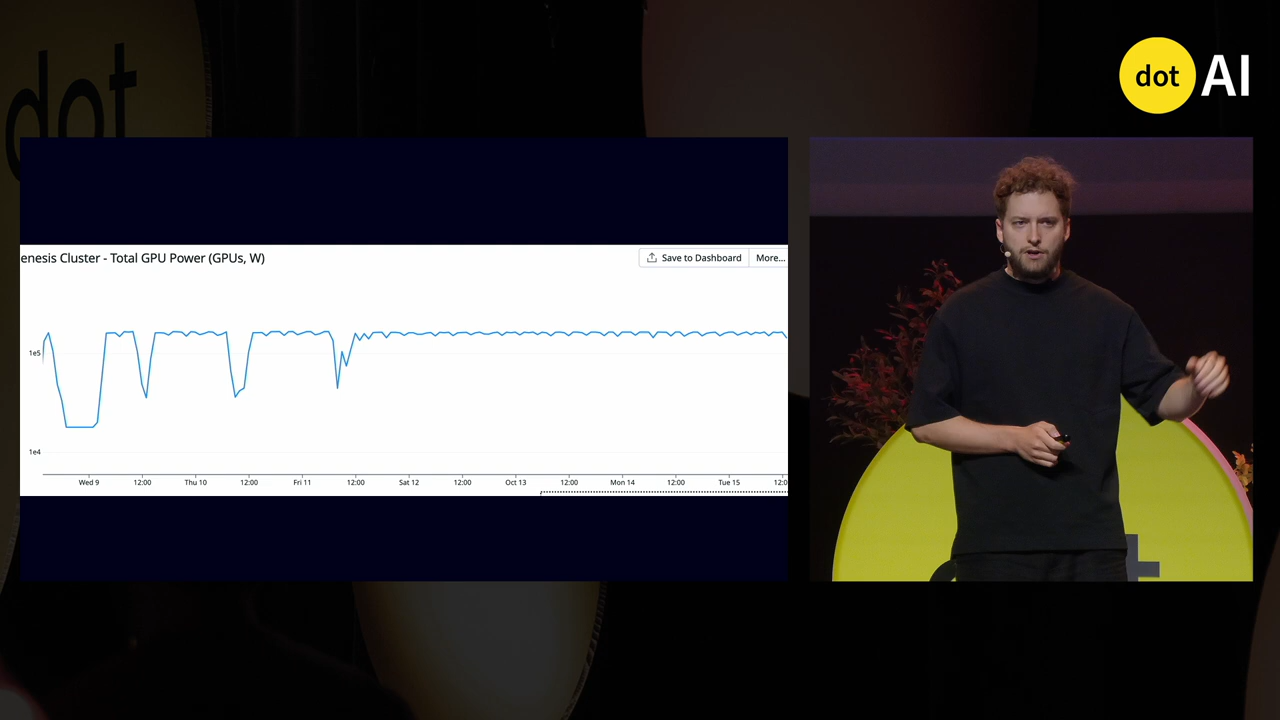 dot
dot AI
enesis Cluster - Total GPU Power (GPUs, W)
Save to Dashboard
More...
1e5
1e4
Wed 9
12:00
Thu 10
12:00
Fri 11
12:00
Sat 12
12:00
Oct 13
12:00
Mon 14
12:00
Tue 15
12:0
t